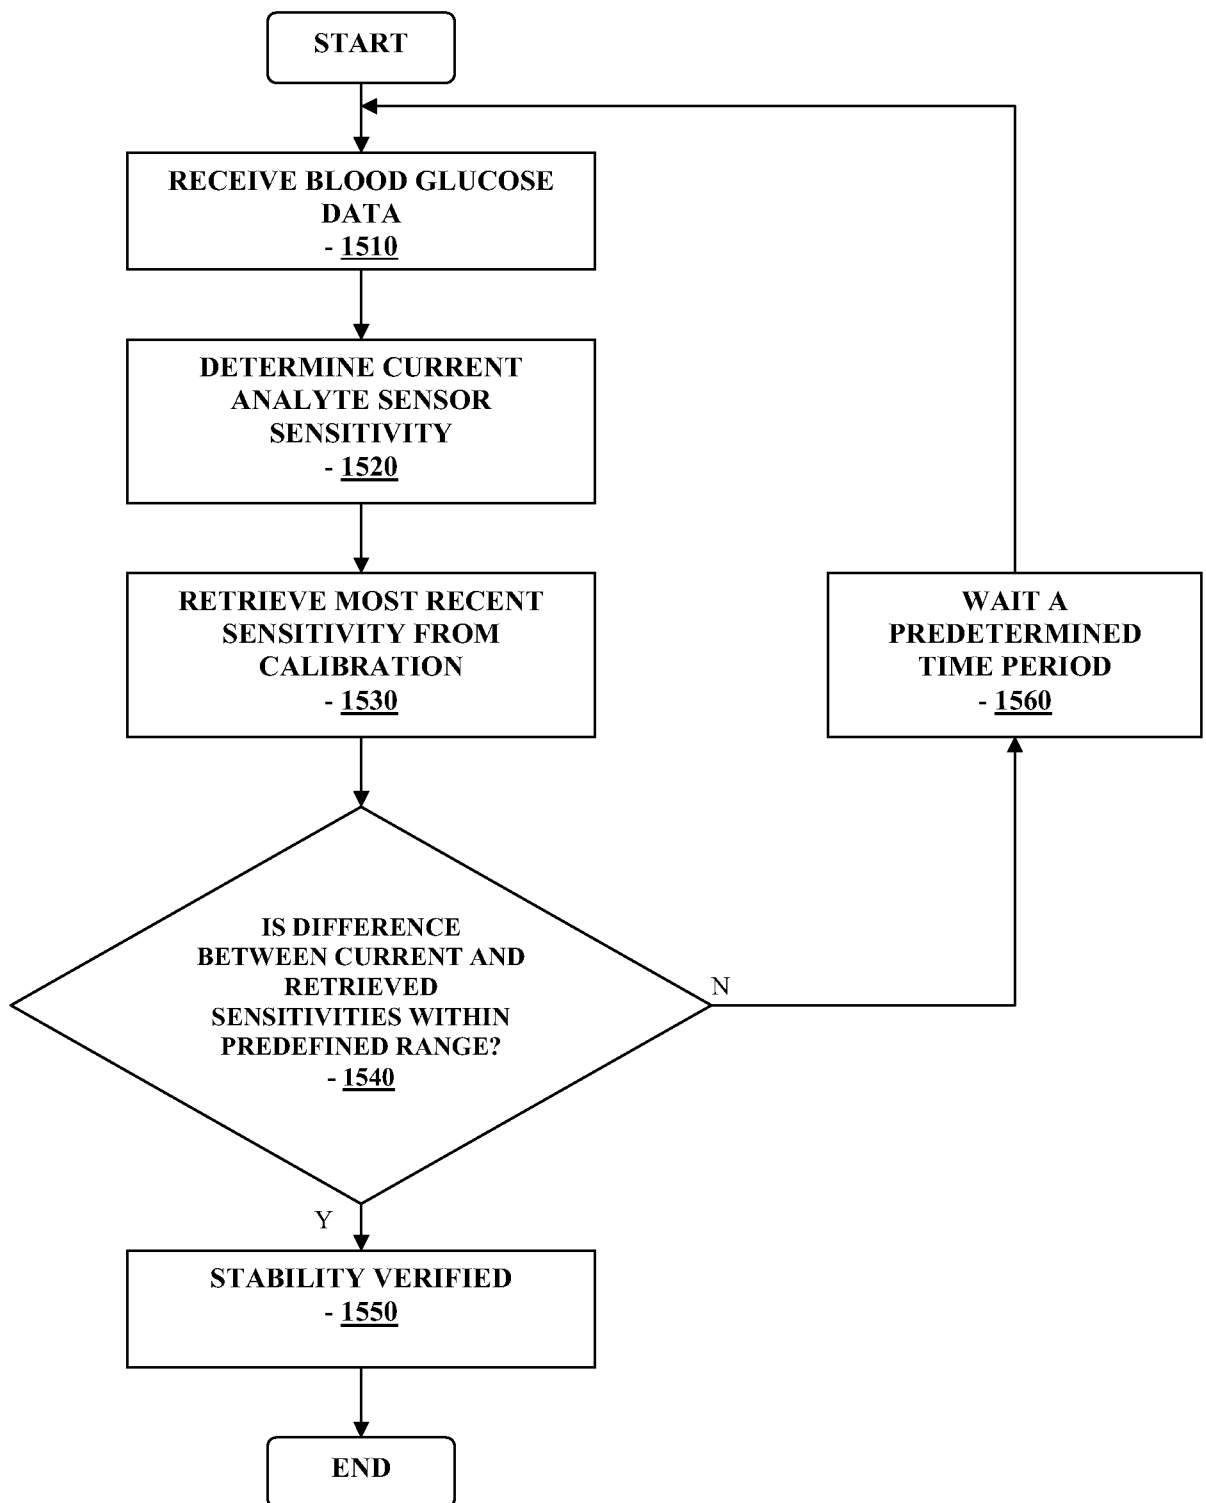 START
RECEIVE BLOOD GLUCOSE
DATA
- 1510
DETERMINE CURRENT
ANALYTE SENSOR
SENSITIVITY
- 1520
RETRIEVE MOST RECENT
SENSITIVITY FROM
CALIBRATION
- 1530
WAIT A
PREDETERMINED
TIME PERIOD
- 1560
IS DIFFERENCE
BETWEEN CURRENT AND
RETRIEVED
SENSITIVITIES WITHIN
PREDEFINED RANGE?
- 1540
N
Y
STABILITY VERIFIED
- 1550
END